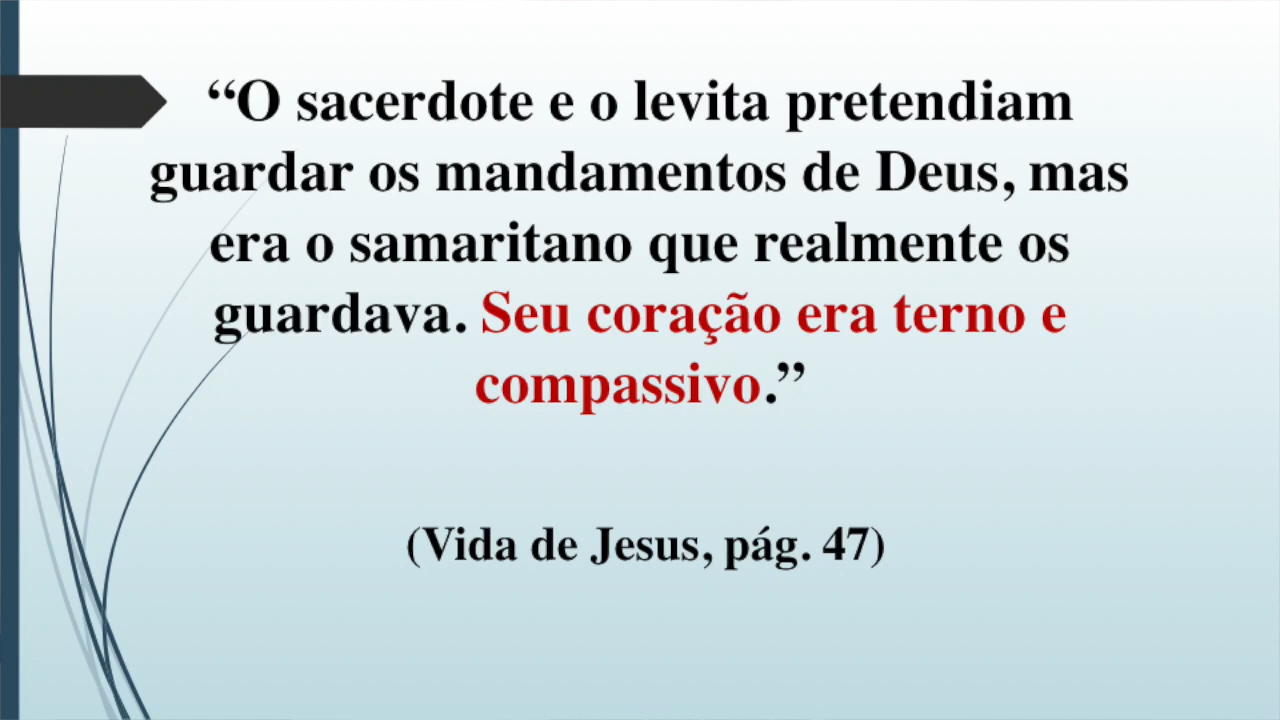 “O sacerdote e o levita pretendiam
guardar os mandamentos de Deus, mas
era o samaritano que realmente os
guardava. Seu coração era terno e
compassivo.”
(Vida de Jesus, pág. 47)